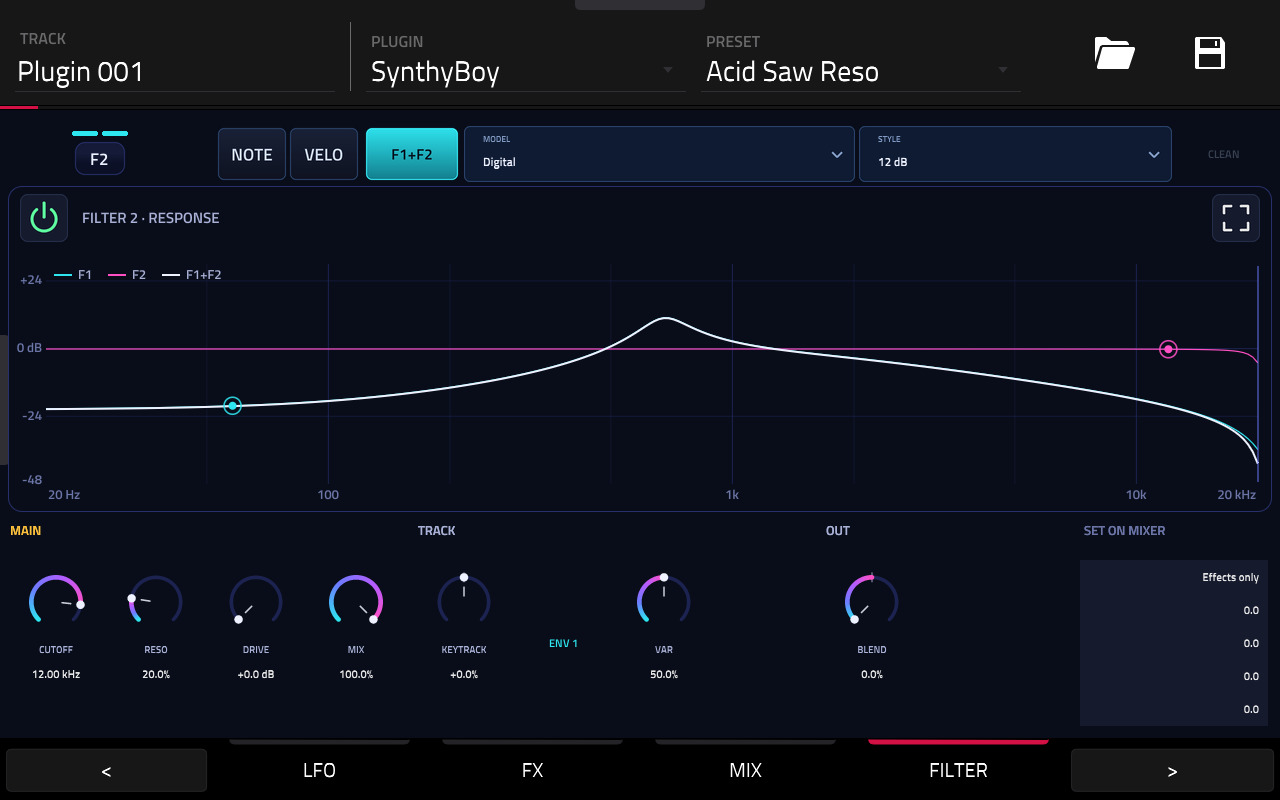 TRACK
Plugin 001
PLUGIN
SynthyBoy
PRESET
Acid Saw Reso
F2
NOTE
VELO
F1+F2
MODEL
Digital
STYLE
12 dB
CLEAN
FILTER 2 · RESPONSE
F1
F2
F1+F2
+24
0 dB
-24
-48
20 Hz
100
1k
10k
20 kHz
MAIN
TRACK
OUT
SET ON MIXER
CUTOFF
12.00 kHz
RESO
20.0%
DRIVE
+0.0 dB
MIX
100.0%
KEYTRACK
+0.0%
ENV 1
VAR
50.0%
BLEND
0.0%
Effects only
0.0
0.0
0.0
0.0
<
LFO
FX
MIX
FILTER
>